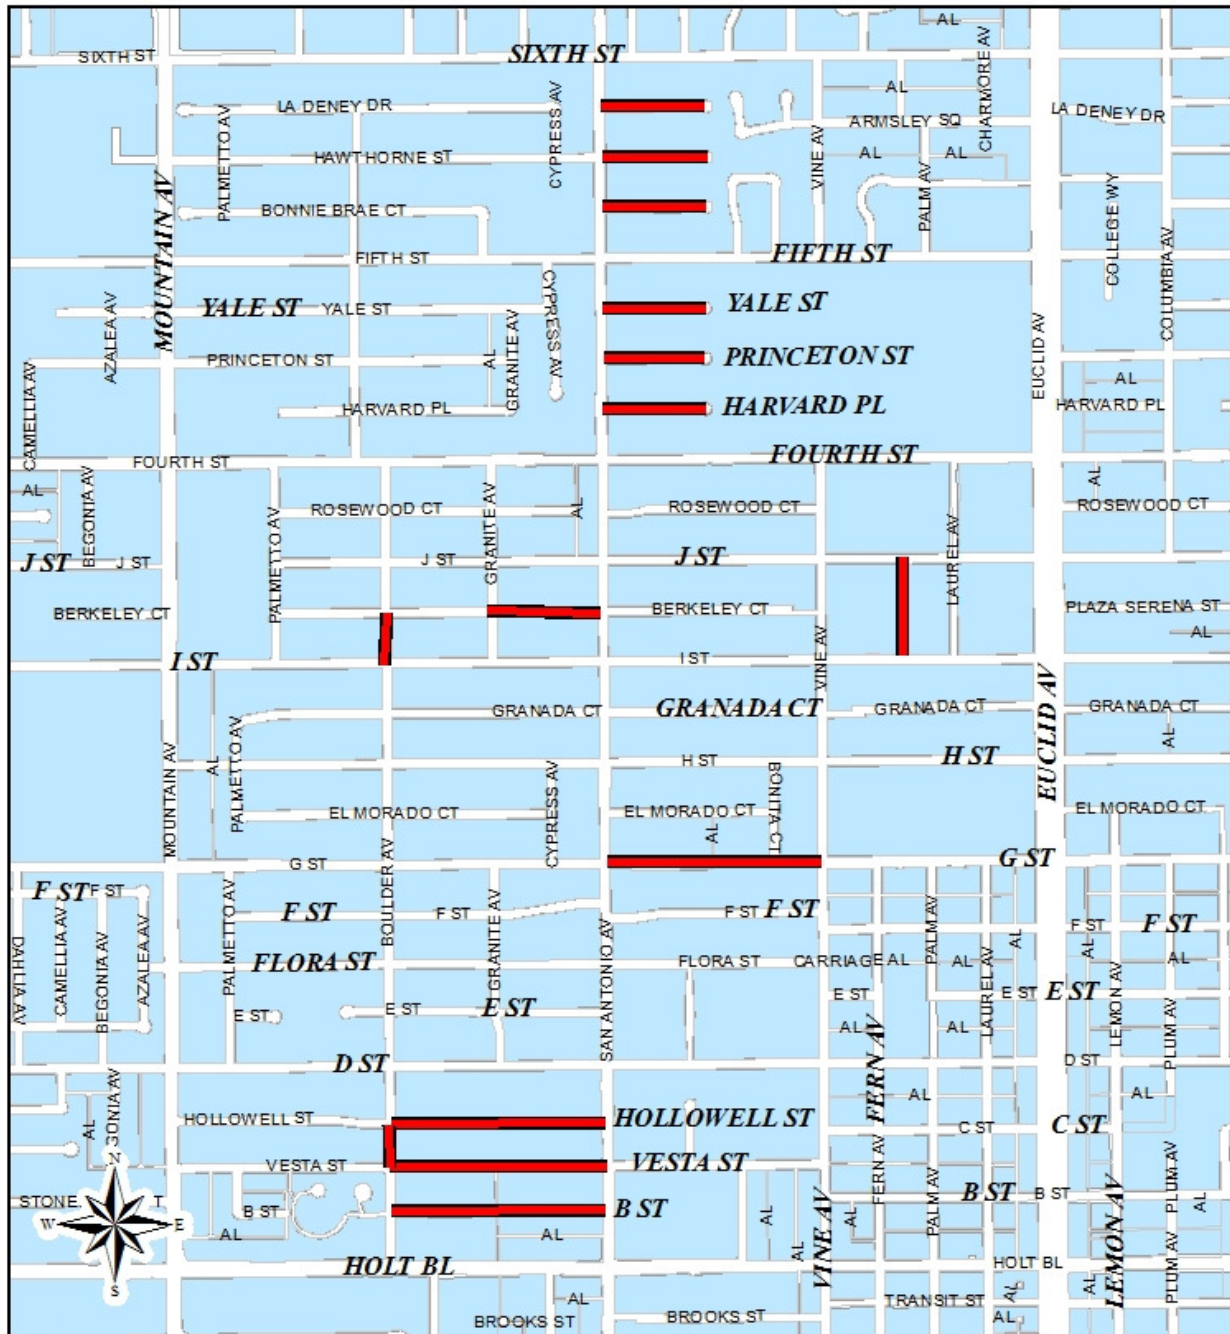 AL
SIXTH ST
SIXTH ST
CHARMORE AV
CYPRESS AV
AL
LA DENEY DR
LA DENEY DR
PALMETTO AV
ARMSLEY SQ
VINE AV
HAWTHORNE ST
AL
AL
PALM AV
MOUNTAIN AV
BONNIE BRAE CT
COLLEGE WY
COLUMBIA AV
FIFTH ST
FIFTH ST
CYPRESS AV
YALE ST
YALE ST
YALE ST
AZALEA AV
GRANITE AV
EUCLID AV
PRINCETON ST
AL
PRINCETON ST
CAMELLIA AV
AL
HARVARD PL
HARVARD PL
HARVARD PL
FOURTH ST
FOURTH ST
AL
BEGONIA AV
AL
GRANITE AV
AL
ROSEWOOD CT
ROSEWOOD CT
ROSEWOOD CT
PALMETTO AV
LAUREL AV
J ST
J ST
J ST
J ST
BERKELEY CT
BERKELEY CT
PLAZA SERENA ST
AL
I ST
I ST
VINE AV
GRANADA CT
GRANADA CT
GRANADA CT
GRANADA CT
EUCLID AV
PALMETTO AV
MOUNTAIN AV
AL
AL
H ST
H ST
CYPRESS AV
BONITA CT
EL MORADO CT
EL MORADO CT
EL MORADO CT
AL
BOULDER AV
G ST
G ST
F ST
F ST
F ST
F ST
F ST
F ST
F ST
F ST
DAHLIA AV
CAMELLIA AV
BEGONIA AV
AZALEA AV
PALMETTO AV
GRANITE AV
SAN ANTONIO AV
PALM AV
AL
AL
FLORA ST
FLORA ST
CARRIAGE AL
AL
AL
LAUREL AV
LEMON AV
E ST
E ST
E ST
E ST
E ST
E ST
PLUM AV
AL
AL
FERN AV
D ST
D ST
AL
AL
GONIA AV
AL
HOLLOWELL ST
HOLLOWELL ST
C ST
C ST
N
VESTA ST
VESTA ST
FERN AV
PALM AV
PLUM AV
STONE
T
W
E
S
B ST
B ST
B ST
B ST
AL
AL
AL
AL
AL
AL
VINE AV
LEMON AV
PLUM AV
HOLT BL
HOLT BL
AL
TRANSIT ST
AL
AL
BROOKS ST
BROOKS ST
AL